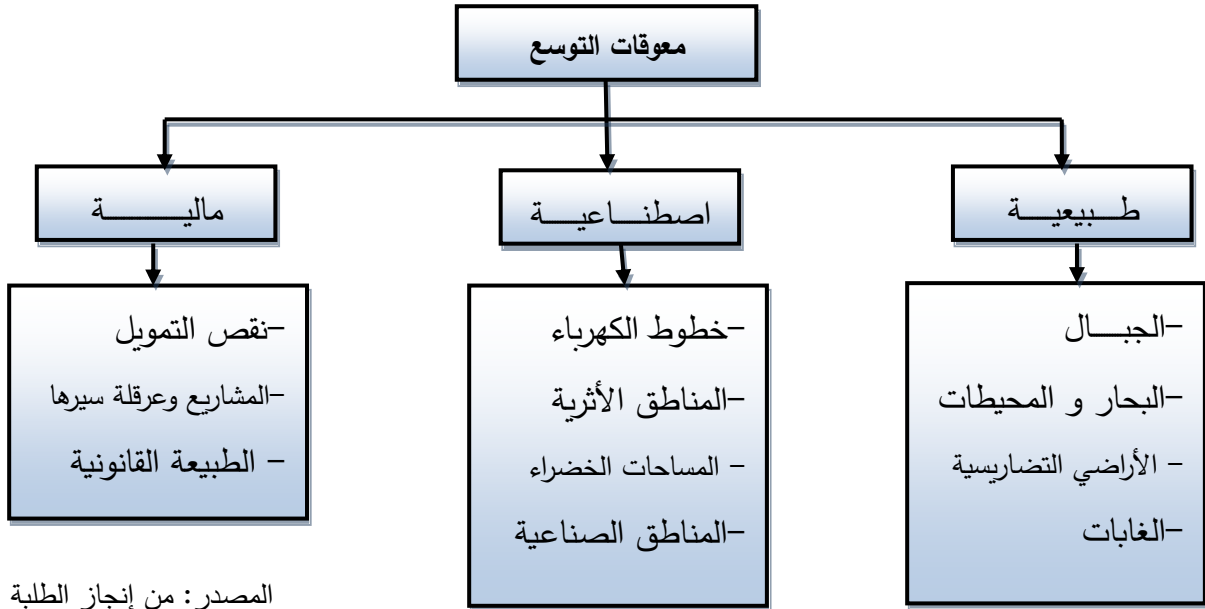 معوقات التوسع
طـــبيعيـــة
اصطنـــاعيـــة
ماليـــــــة
-الجبـــال
-البحار و المحيطات
- الأراضي التضاريسية
-الغابات
-خطوط الكهرباء
-المناطق الأثرية
- المساحات الخضراء
-المناطق الصناعية
-نقص التمويل
-المشاريع وعرقلة سيرها
- الطبيعة القانونية
المصدر: من إنجاز الطلبة